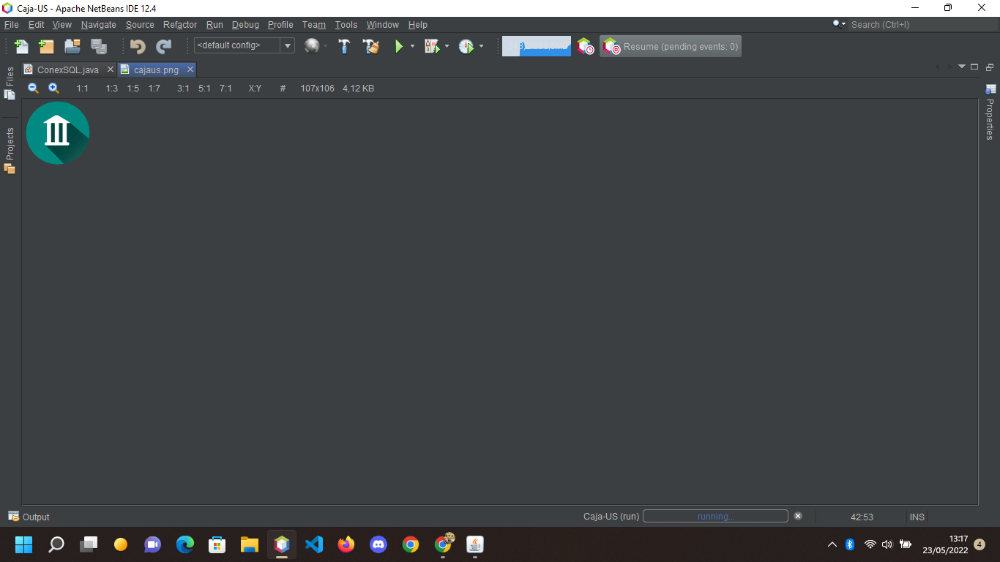 Caja-US - Apache NetBeans IDE 12.4
File Edit View Navigate Source Refactor Run Debug Profile Team Tools Window Help
Search (Ctrl+I)
<default config>
Resume (pending events: 0)
Files
Projects
ConexSQL.java
cajaus.png
1:1 1:3 1:5 1:7 3:1 5:1 7:1 X:Y # 107x106 4,12 KB
Properties
Output
Caja-US (run)
running...
42:53
INS
13:17
23/05/2022
4